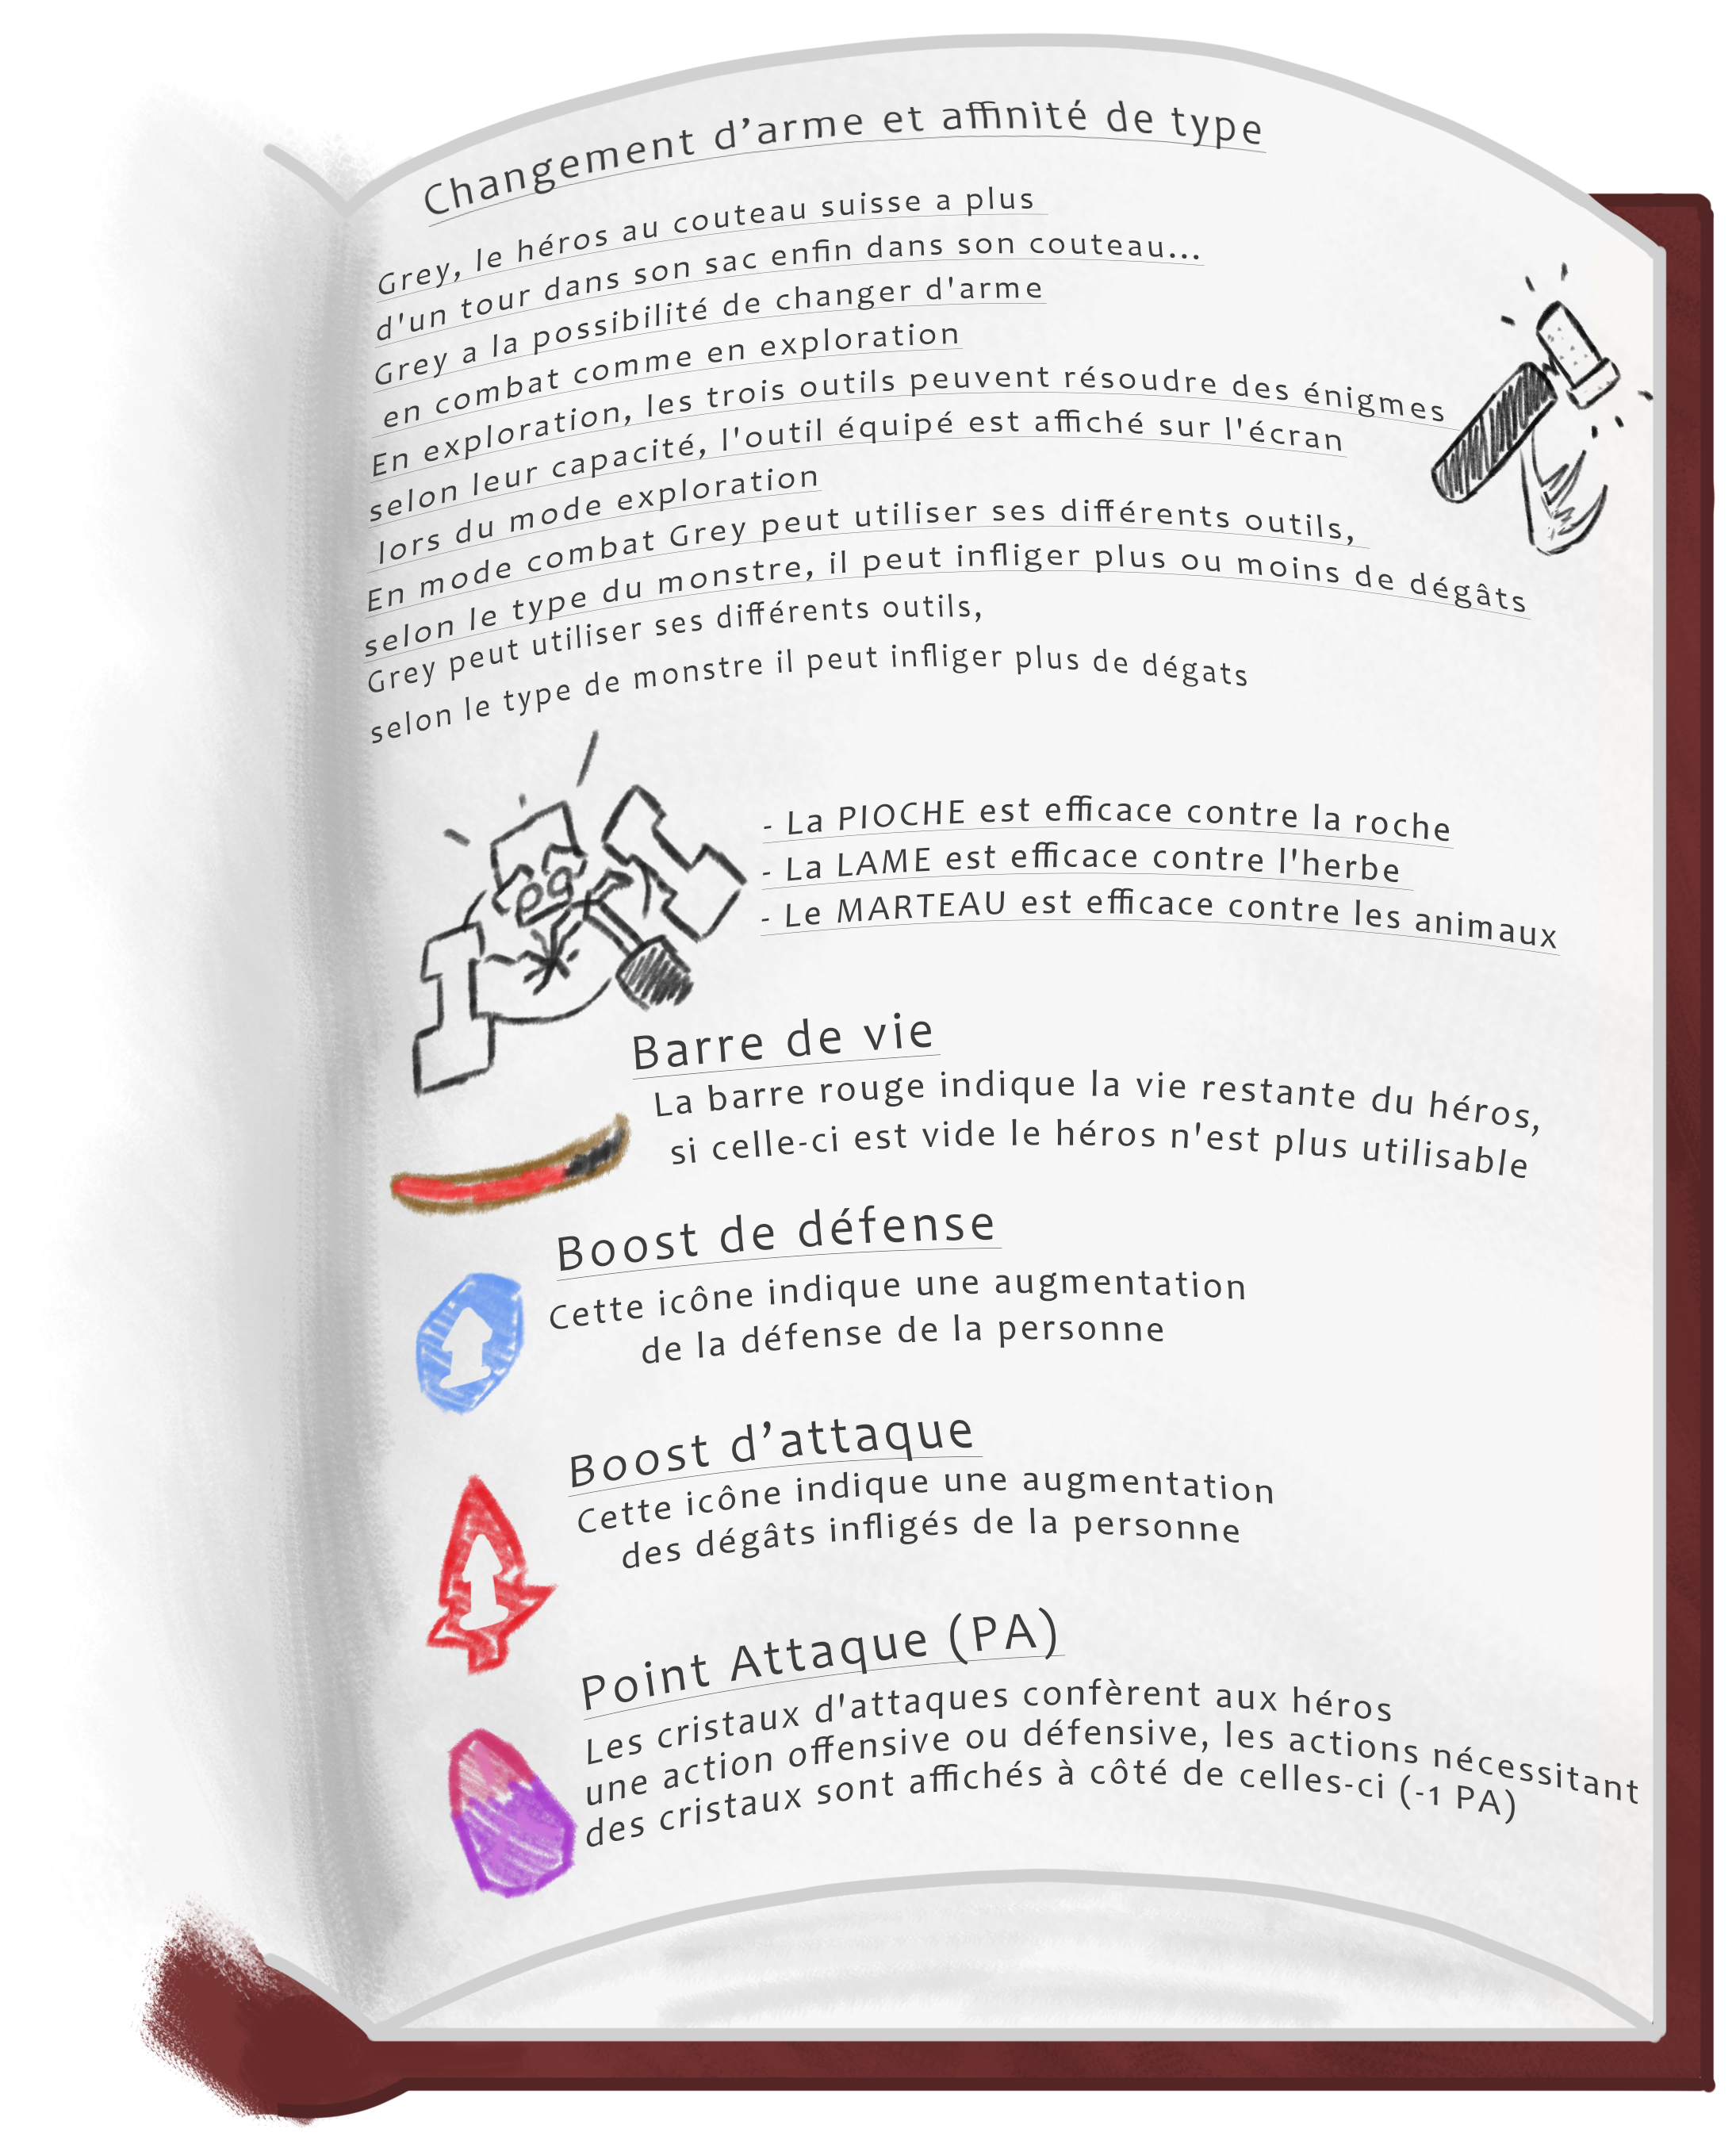 Changement d’arme et affinité de type
Grey, le héros au couteau suisse a plus
d'un tour dans son sac enfin dans son couteau...
Grey a la possibilité de changer d'arme
en combat comme en exploration
En exploration, les trois outils peuvent résoudre des énigmes
selon leur capacité, l'outil équipé est affiché sur l'écran
lors du mode exploration
En mode combat Grey peut utiliser ses différents outils,
selon le type du monstre, il peut infliger plus ou moins de dégâts
Grey peut utiliser ses différents outils,
selon le type de monstre il peut infliger plus de dégats
- La PIOCHE est efficace contre la roche
- La LAME est efficace contre l'herbe
- Le MARTEAU est efficace contre les animaux
Barre de vie
La barre rouge indique la vie restante du héros,
si celle-ci est vide le héros n'est plus utilisable
Boost de défense
Cette icône indique une augmentation
de la défense de la personne
Boost d’attaque
Cette icône indique une augmentation
des dégâts infligés de la personne
Point Attaque (PA)
Les cristaux d'attaques confèrent aux héros
une action offensive ou défensive, les actions nécessitant
des cristaux sont affichés à côté de celles-ci (-1 PA)